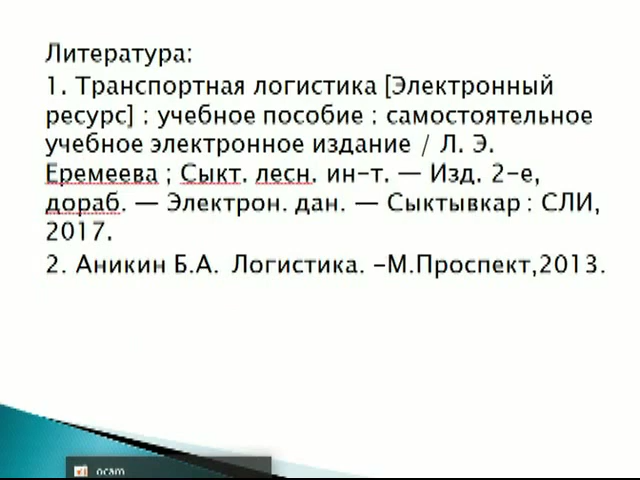 Литература:
1. Транспортная логистика [Электронный
ресурс] : учебное пособие : самостоятельное
учебное электронное издание / Л. Э.
Еремеева ; Сыкт. лесн. ин-т. — Изд. 2-е,
дораб. — Электрон. дан. — Сыктывкар : СЛИ,
2017.
2. Аникин Б.А. Логистика. -М.Проспект,2013.
ocam